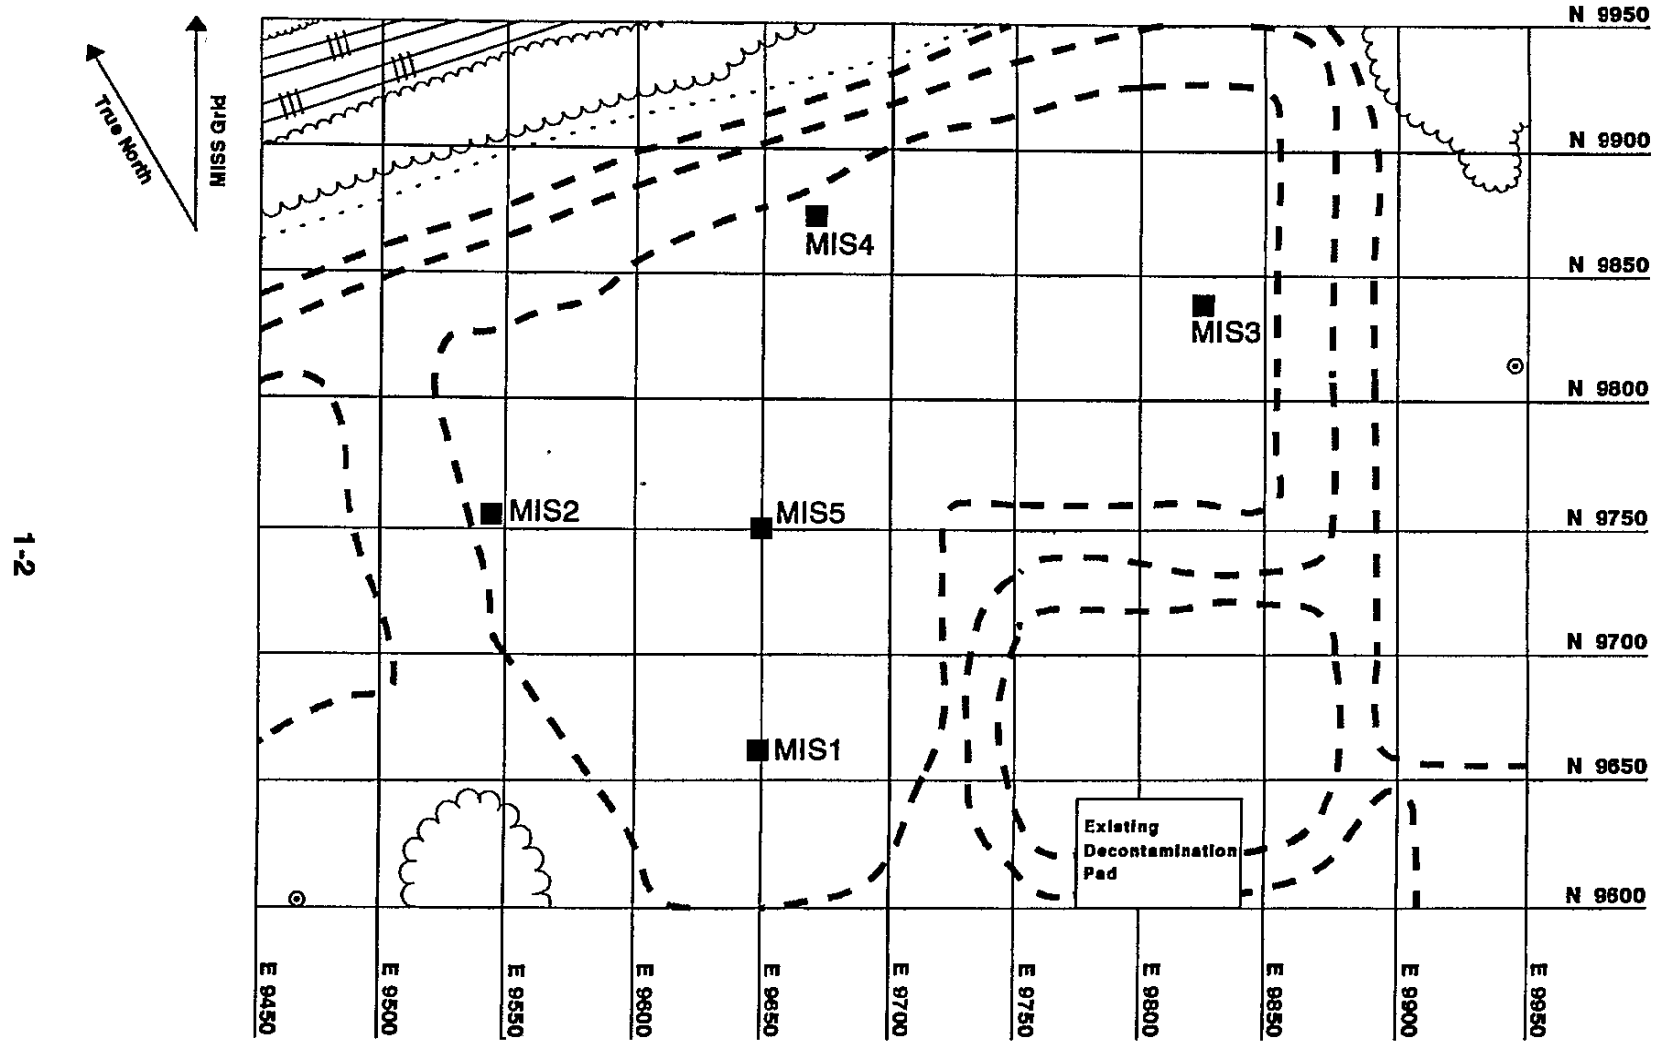 True North
MISS Grid
N 9950
N 9900
N 9850
N 9800
N 9750
N 9700
N 9650
N 9600
MIS4
MIS3
MIS2
MIS5
MIS1
Existing
Decontamination
Pad
E 9450
E 9500
E 9550
E 9600
E 9650
E 9700
E 9750
E 9800
E 9850
E 9900
E 9950
1-2